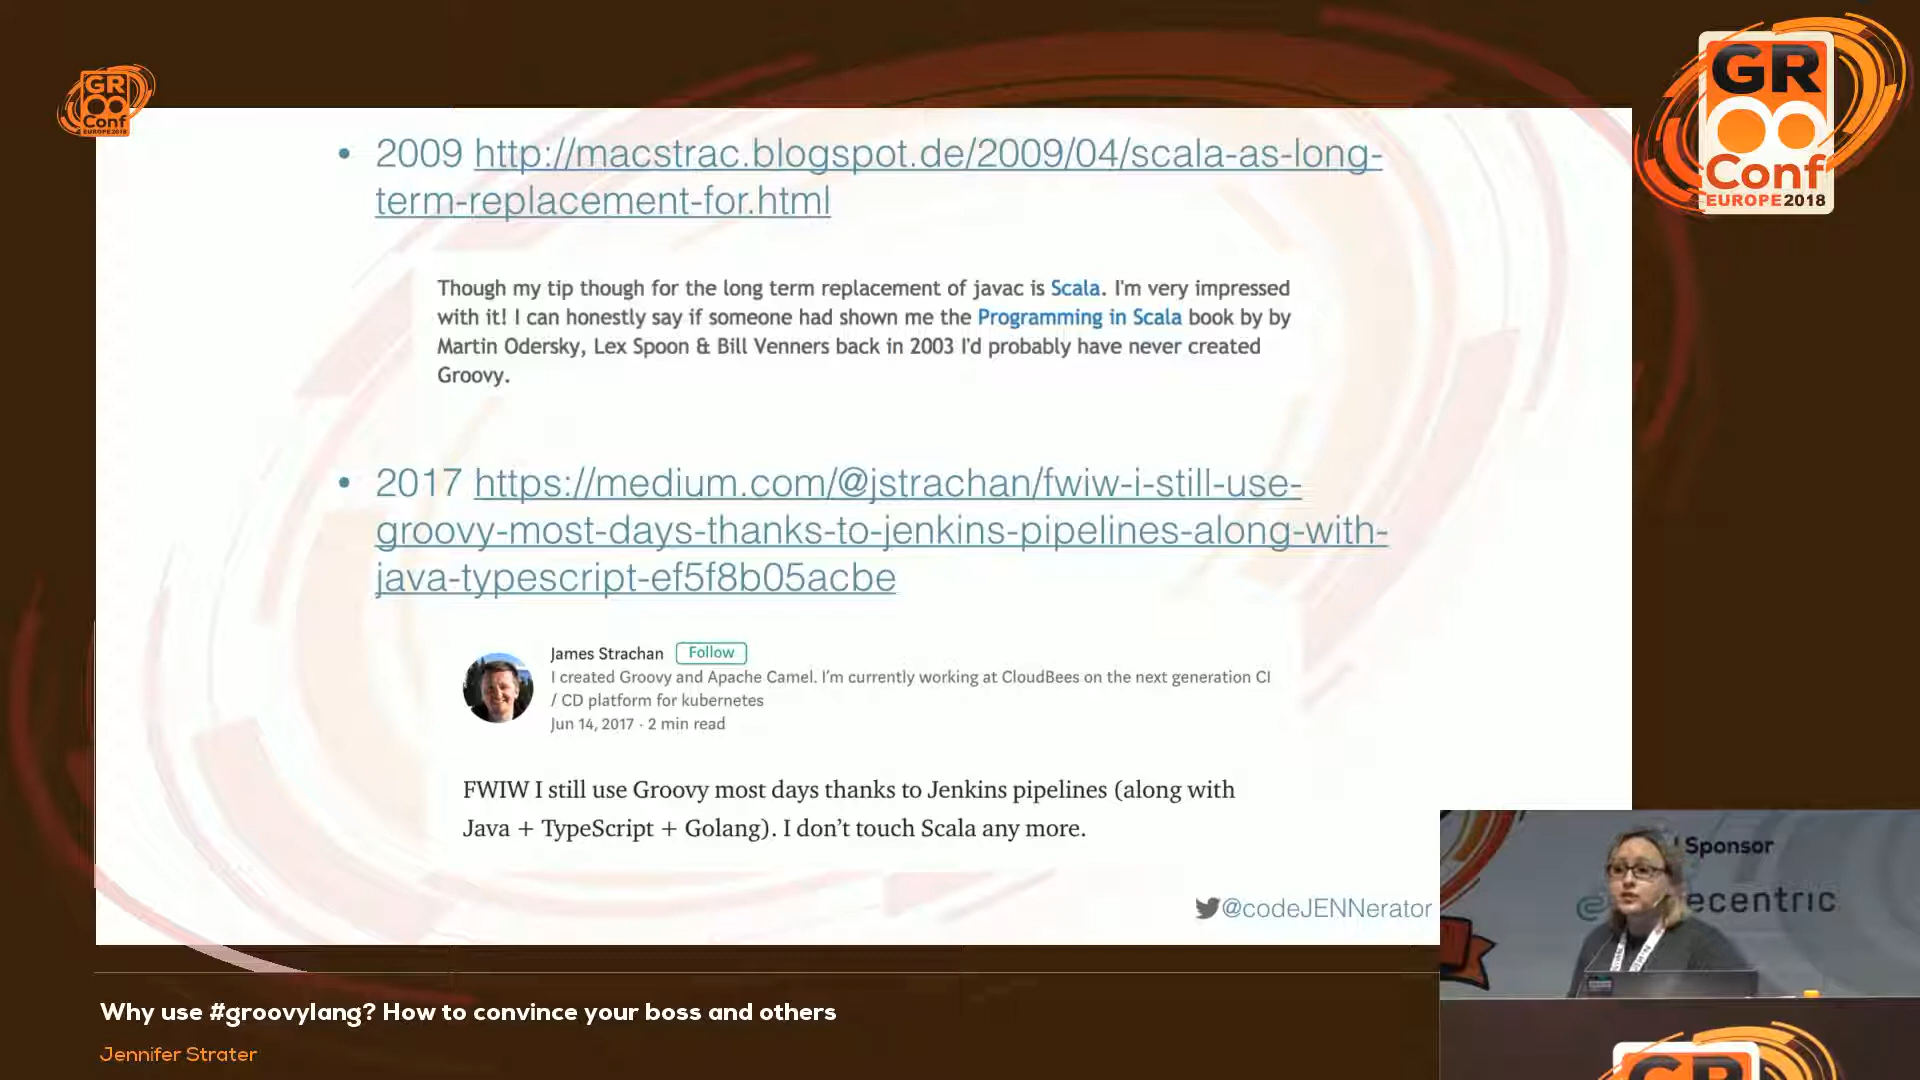 GR
Conf
EUROPE2018
GR
Conf
EUROPE2018
• 2009 http://macstrac.blogspot.de/2009/04/scala-as-long-
term-replacement-for.html
Though my tip though for the long term replacement of javac is Scala. I'm very impressed
with it! I can honestly say if someone had shown me the Programming in Scala book by by
Martin Odersky, Lex Spoon & Bill Venners back in 2003 I'd probably have never created
Groovy.
• 2017 https://medium.com/@jstrachan/fwiw-i-still-use-
groovy-most-days-thanks-to-jenkins-pipelines-along-with-
java-typescript-ef5f8b05acbe
James Strachan Follow
I created Groovy and Apache Camel. I'm currently working at CloudBees on the next generation CI
/ CD platform for kubernetes
Jun 14, 2017 · 2 min read
FWIW I still use Groovy most days thanks to Jenkins pipelines (along with
Java + TypeScript + Golang). I don't touch Scala any more.
@codeJENNerator
Sponsor
ecentric
Why use #groovylang? How to convince your boss and others
Jennifer Strater